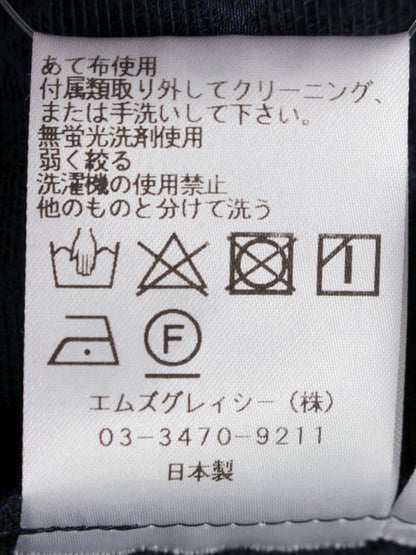 あて布使用
付属類取り外してクリーニング、
または手洗いして下さい。
無蛍光洗剤使用
弱く絞る
洗濯機の使用禁止
他のものと分けて洗う
F
エムズグレイシー（株）
03-3470-9211
日本製